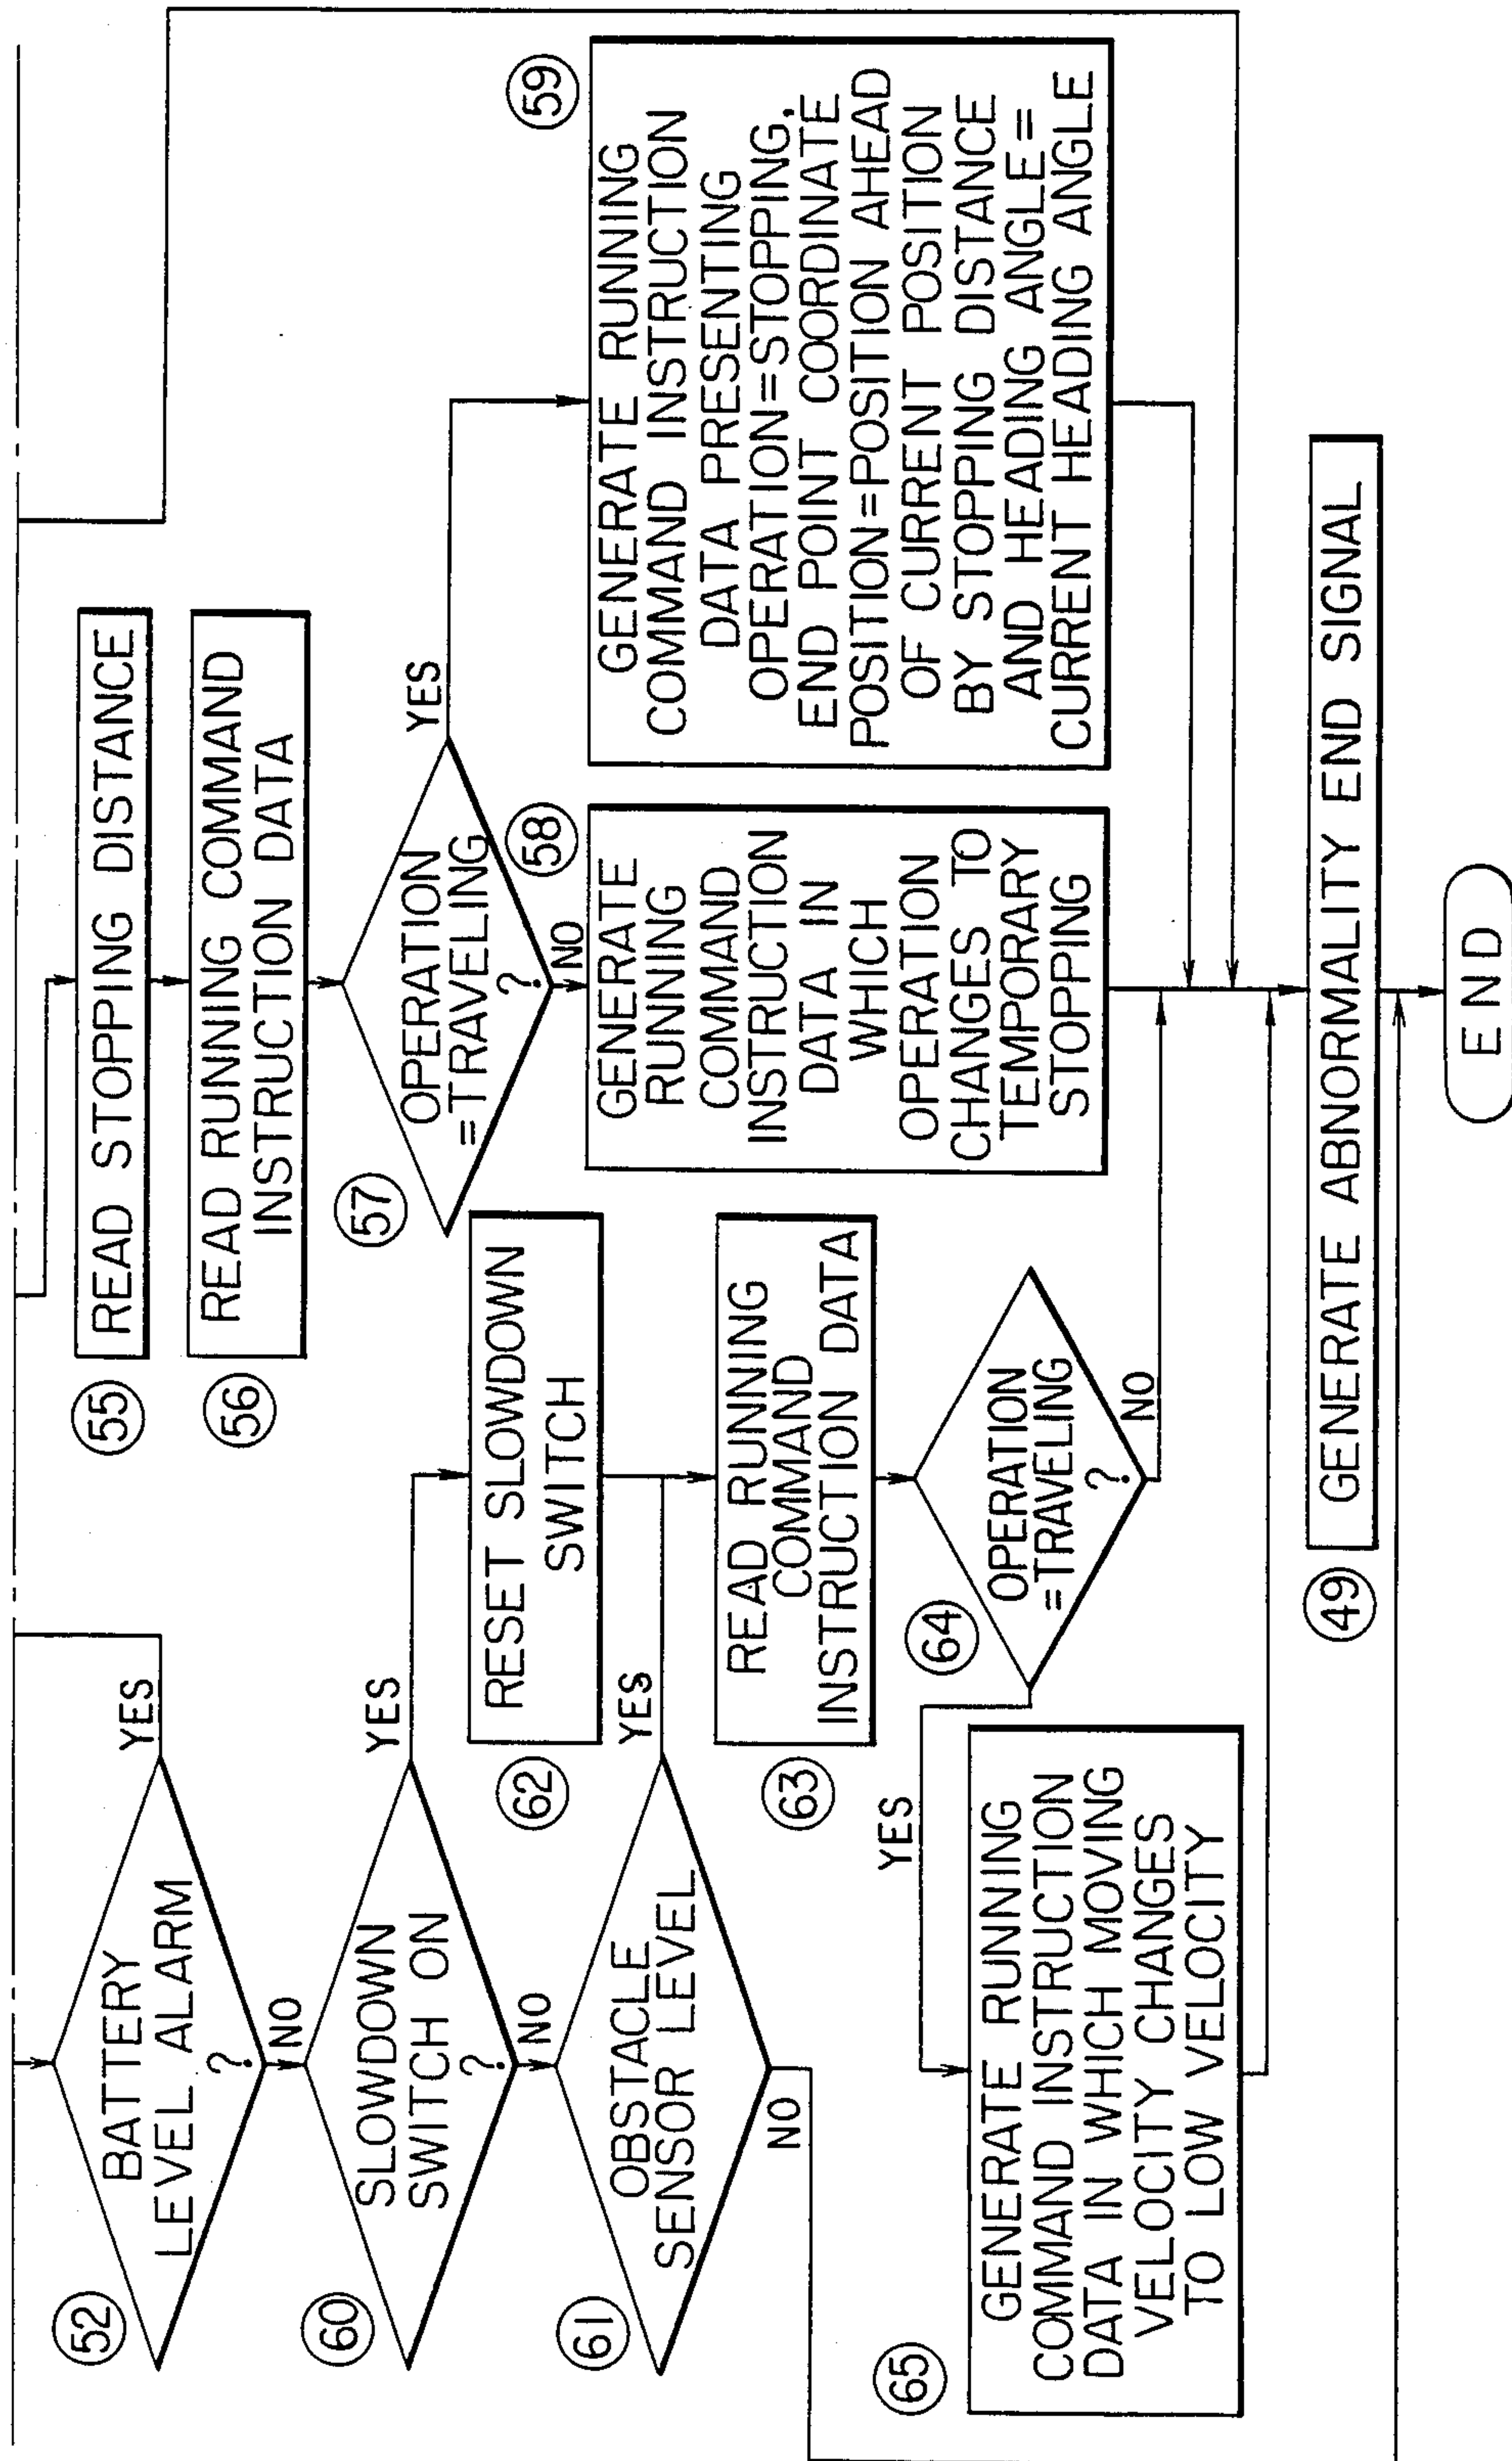 52
BATTERY
LEVEL ALARM
?
YES
NO
60
SLOWDOWN
SWITCH ON
?
YES
NO
61
OBSTACLE
SENSOR LEVEL
YES
NO
62
RESET SLOWDOWN
SWITCH
63
READ RUNNING
COMMAND
INSTRUCTION DATA
64
OPERATION
=TRAVELING
?
YES
NO
65
GENERATE RUNNING
COMMAND INSTRUCTION
DATA IN WHICH MOVING
VELOCITY CHANGES
TO LOW VELOCITY
55
READ STOPPING DISTANCE
56
READ RUNNING COMMAND
INSTRUCTION DATA
57
OPERATION
=TRAVELING
?
YES
NO
58
GENERATE
RUNNING
COMMAND
INSTRUCTION
DATA IN
WHICH
OPERATION
CHANGES TO
TEMPORARY
STOPPING
59
GENERATE RUNNING
COMMAND INSTRUCTION
DATA PRESENTING
OPERATION=STOPPING,
END POINT COORDINATE
POSITION=POSITION AHEAD
OF CURRENT POSITION
BY STOPPING DISTANCE
AND HEADING ANGLE=
CURRENT HEADING ANGLE
49
GENERATE ABNORMALITY END SIGNAL
END